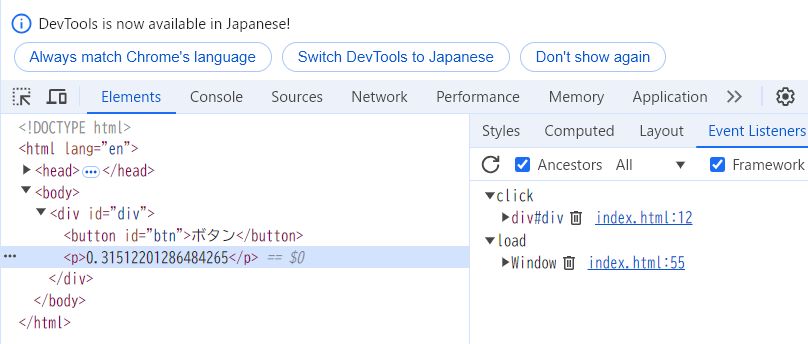 DevTools is now available in Japanese!
Always match Chrome's language Switch DevTools to Japanese Don't show again
Elements Console Sources Network Performance Memory Application
<!DOCTYPE html>
<html lang="en">
<head> ••• </head>
<body>
<div id="div">
<button id="btn">ボタン</button>
<p>0.31512201286484265</p> == $0
</div>
</body>
</html>
Styles Computed Layout Event Listeners
Ancestors All Framework
click
div#div index.html:12
load
Window index.html:55